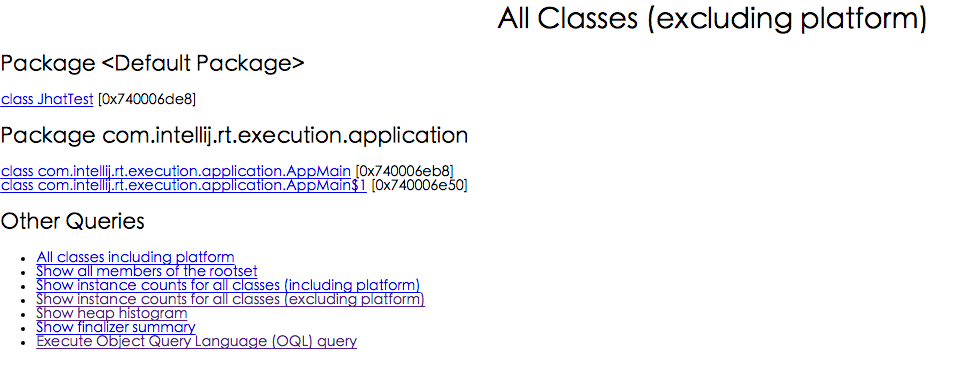 All Classes (excluding platform)
Package <Default Package>
class JhatTest [0x740006de8]
Package com.intellij.rt.execution.application
class com.intellij.rt.execution.application.AppMain [0x740006eb8]
class com.intellij.rt.execution.application.AppMain$1 [0x740006e50]
Other Queries
• All classes including platform
• Show all members of the rootset
• Show instance counts for all classes (including platform)
• Show instance counts for all classes (excluding platform)
• Show heap histogram
• Show finalizer summary
• Execute Object Query Language (OQL) query